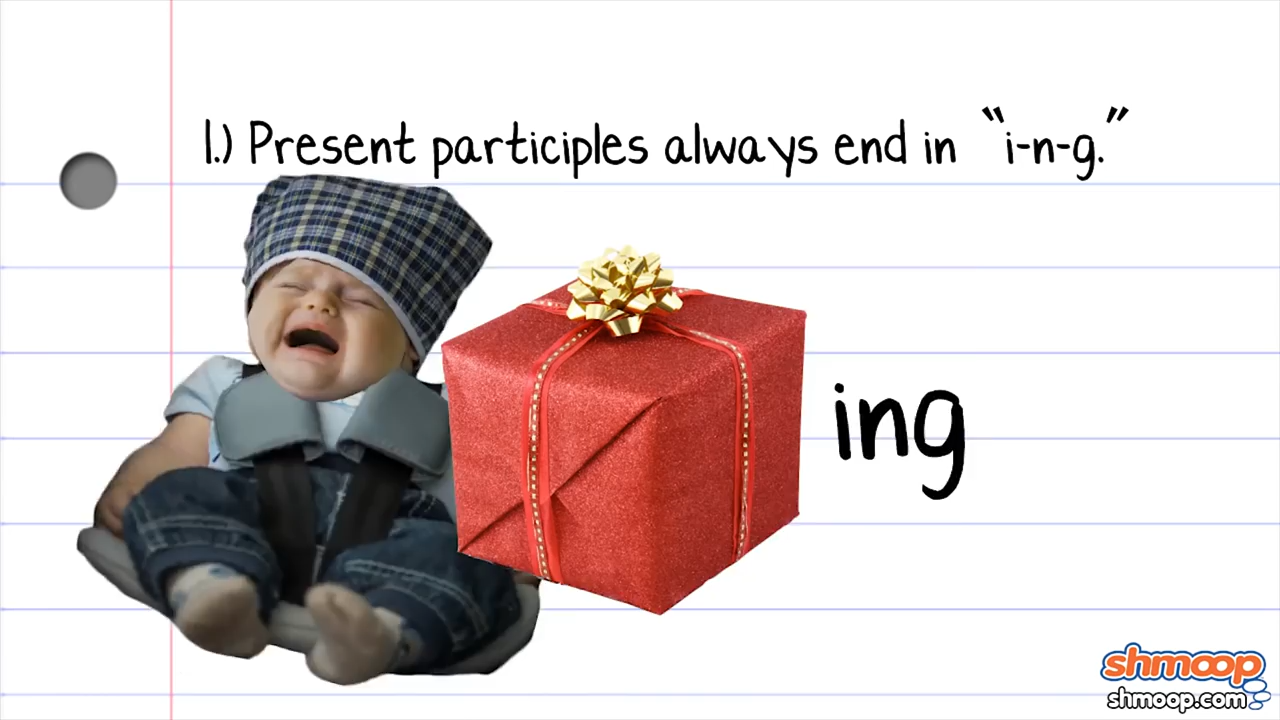 1.) Present participles always end in “i-n-g.”
ing
shmoop
shmoop.com